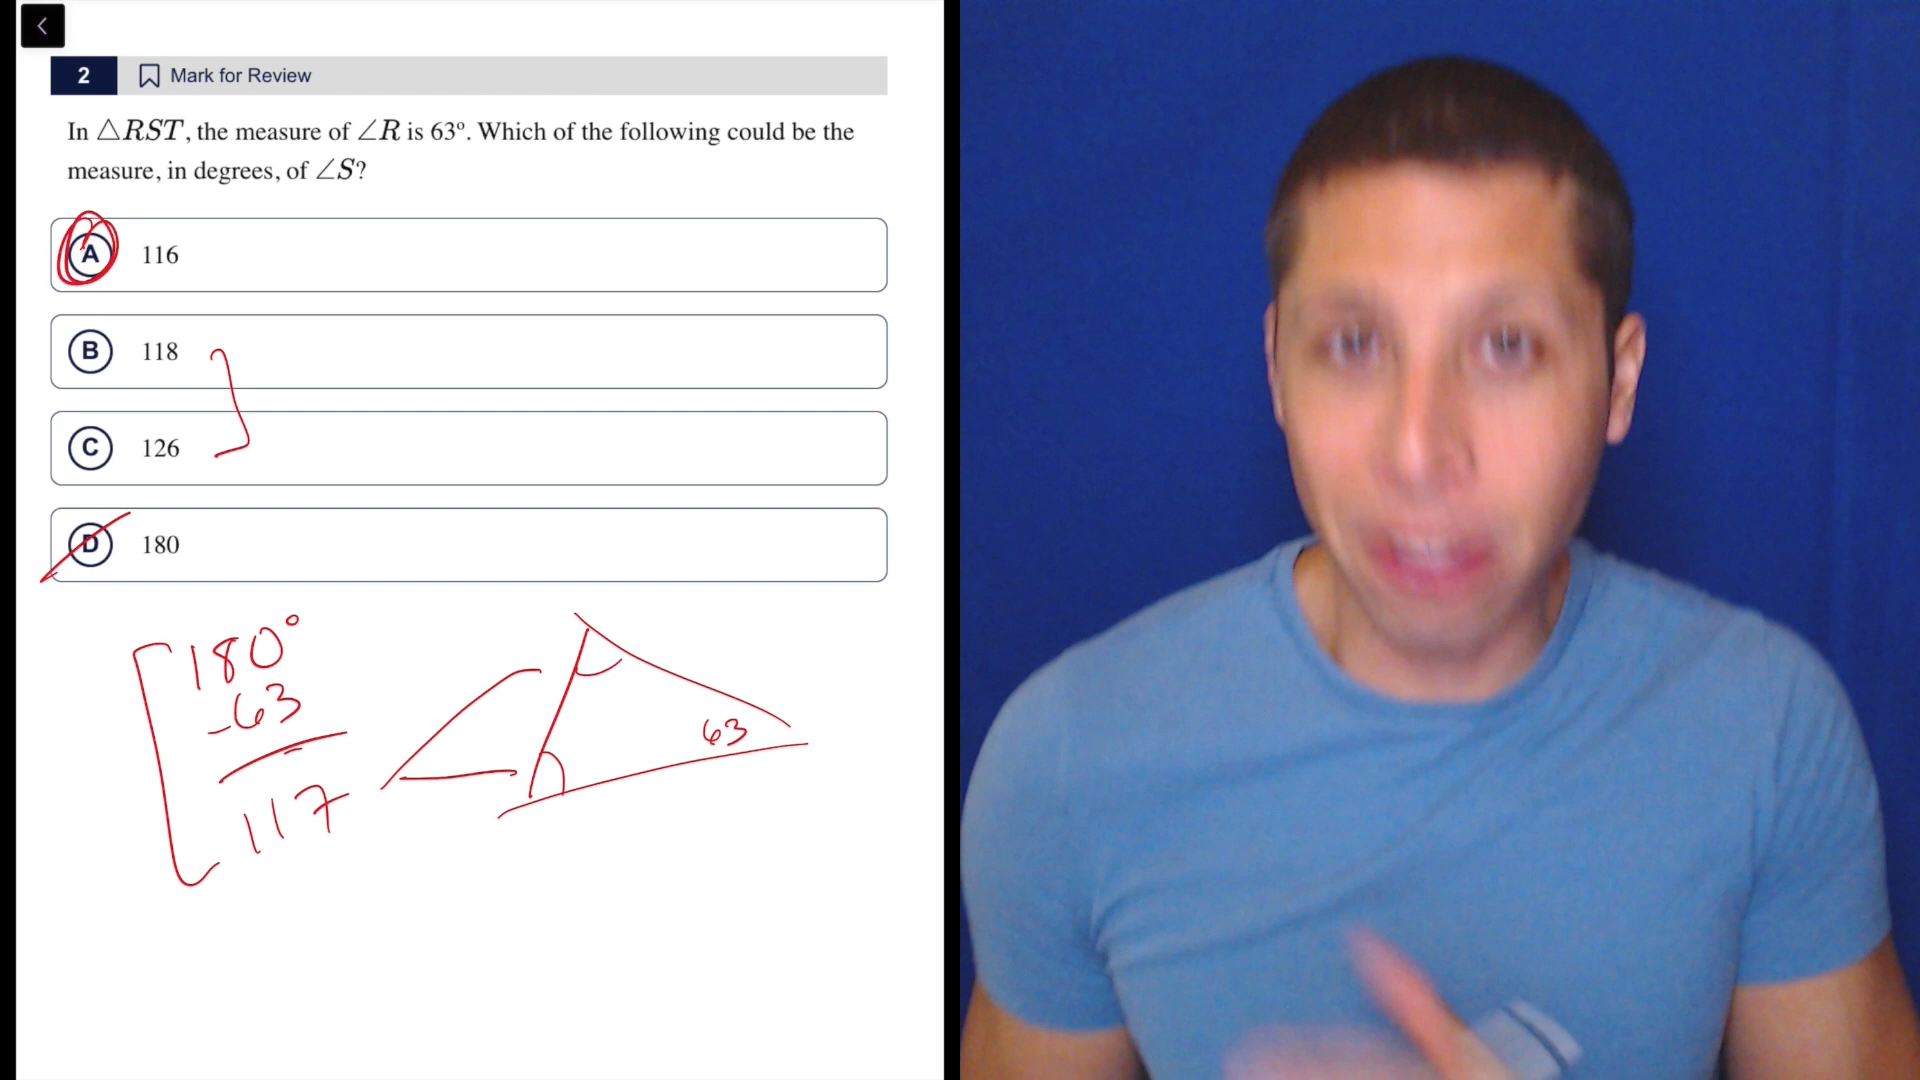 2 Mark for Review
In △RST, the measure of ∠R is 63°. Which of the following could be the
measure, in degrees, of ∠S?
A 116
B 118
C 126
D 180
180°
-63
117
63